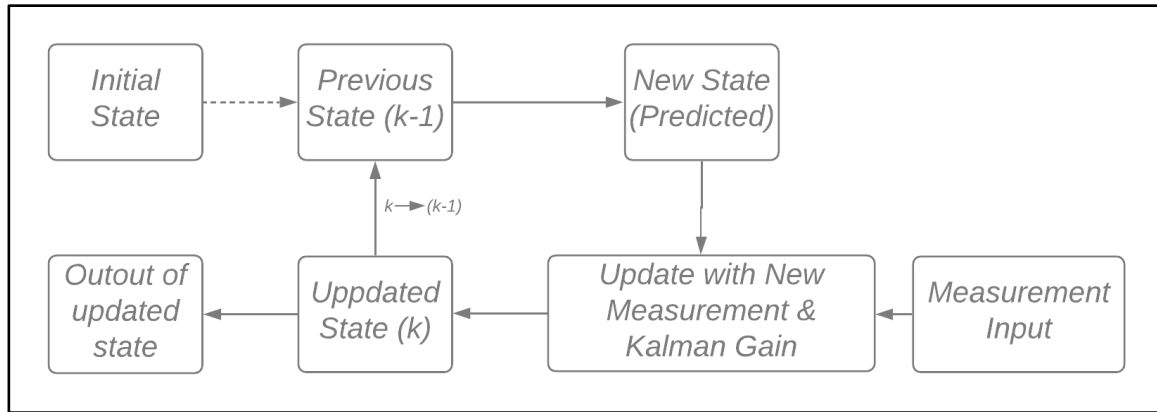 Initial
State
Previous
State (k-1)
New State
(Predicted)
k→(k-1)
Outout of
updated
state
Uppdated
State (k)
Update with New
Measurement &
Kalman Gain
Measurement
Input